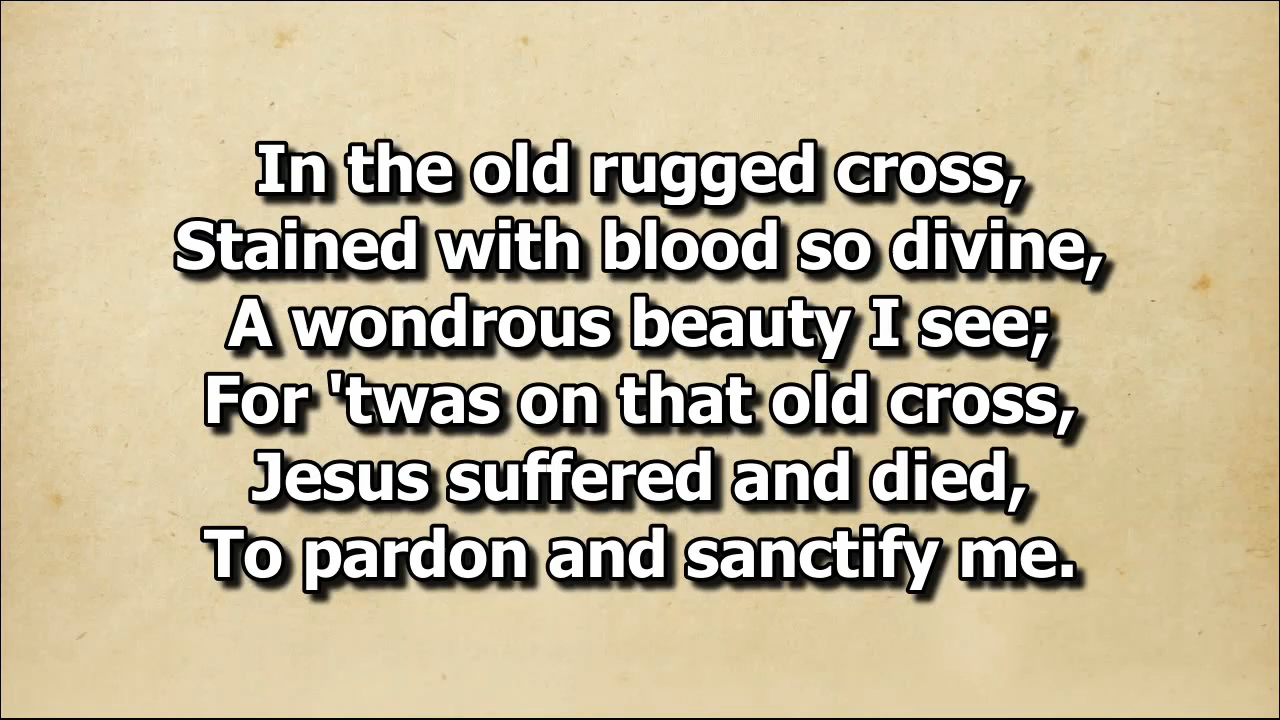 In the old rugged cross,
Stained with blood so divine,
A wondrous beauty I see;
For 'twas on that old cross,
Jesus suffered and died,
To pardon and sanctify me.